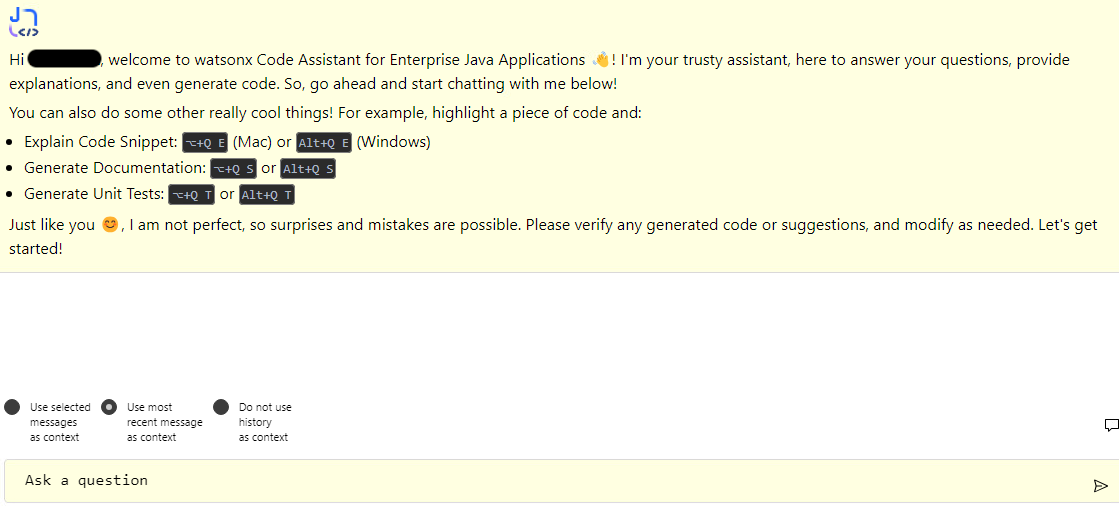 Hi , welcome to watsonx Code Assistant for Enterprise Java Applications 👋! I'm your trusty assistant, here to answer your questions, provide
explanations, and even generate code. So, go ahead and start chatting with me below!
You can also do some other really cool things! For example, highlight a piece of code and:
• Explain Code Snippet: ⌥+Q E (Mac) or Alt+Q E (Windows)
• Generate Documentation: ⌥+Q S or Alt+Q S
• Generate Unit Tests: ⌥+Q T or Alt+Q T
Just like you 😊, I am not perfect, so surprises and mistakes are possible. Please verify any generated code or suggestions, and modify as needed. Let's get
started!
Use selected
messages
as context
Use most
recent message
as context
Do not use
history
as context
Ask a question